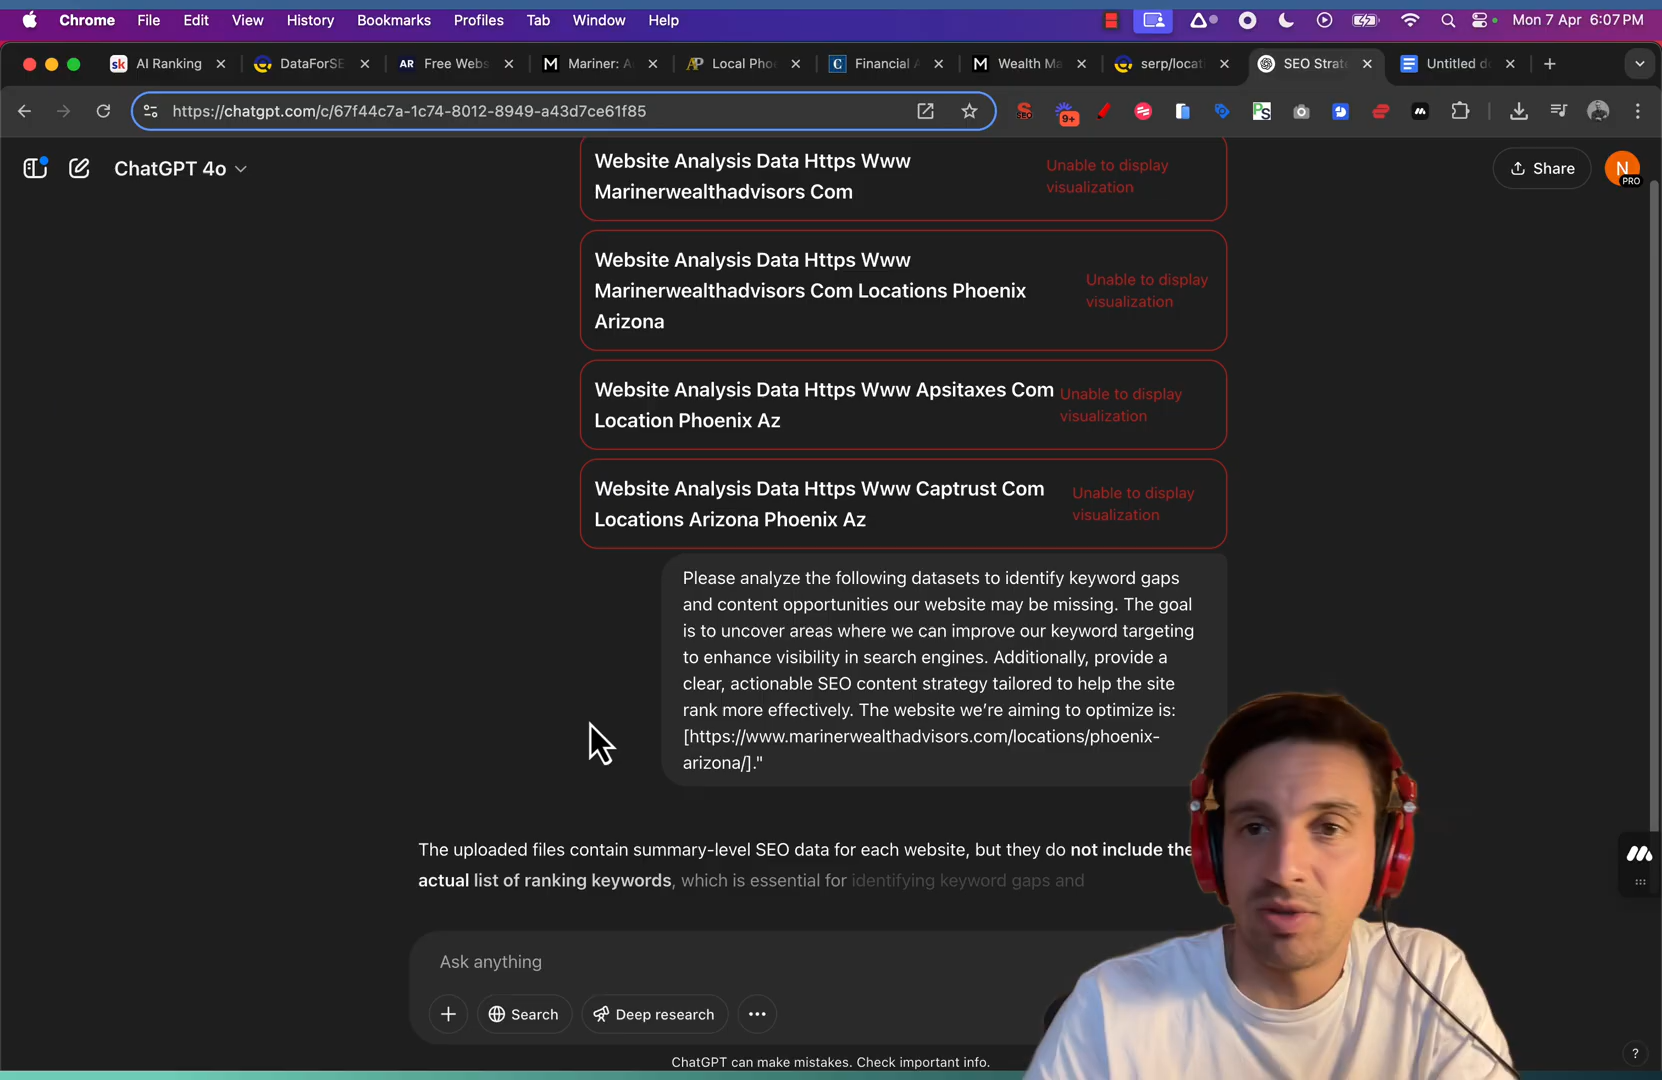 Chrome File Edit View History Bookmarks Profiles Tab Window Help
Mon 7 Apr 6:07 PM
sk AI Ranking
DataForSE
AR Free Webs
M Mariner: A
AP Local Pho
C Financial A
M Wealth Ma
serp/locat
SEO Strat
Untitled d
https://chatgpt.com/c/67f44c7a-1c74-8012-8949-a43d7ce61f85
SEO
9+
ChatGPT 4o
Share
N
PRO
Website Analysis Data Https Www
Marinerwealthadvisors Com
Unable to display
visualization
Website Analysis Data Https Www
Marinerwealthadvisors Com Locations Phoenix
Arizona
Unable to display
visualization
Website Analysis Data Https Www Apsitaxes Com
Location Phoenix Az
Unable to display
visualization
Website Analysis Data Https Www Captrust Com
Locations Arizona Phoenix Az
Unable to display
visualization
Please analyze the following datasets to identify keyword gaps
and content opportunities our website may be missing. The goal
is to uncover areas where we can improve our keyword targeting
to enhance visibility in search engines. Additionally, provide a
clear, actionable SEO content strategy tailored to help the site
rank more effectively. The website we’re aiming to optimize is:
[https://www.marinerwealthadvisors.com/locations/phoenix-
arizona/]."
The uploaded files contain summary-level SEO data for each website, but they do not include the
actual list of ranking keywords, which is essential for identifying keyword gaps and
Ask anything
Search
Deep research
ChatGPT can make mistakes. Check important info.
?